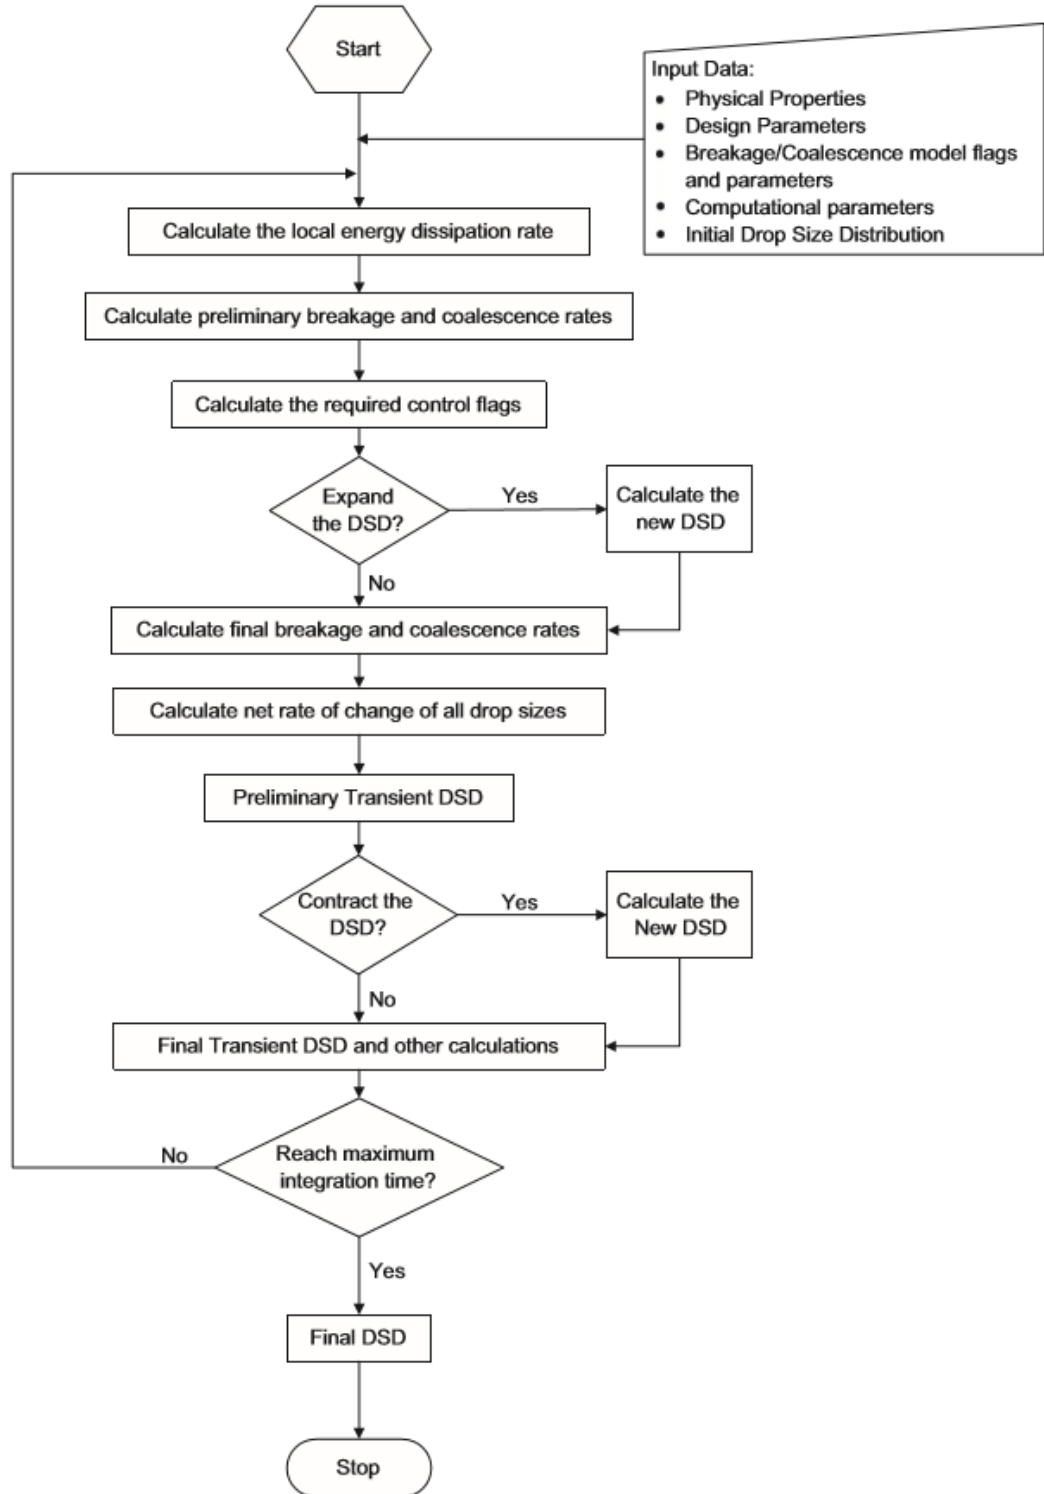 Start
Input Data:
• Physical Properties
• Design Parameters
• Breakage/Coalescence model flags
and parameters
• Computational parameters
• Initial Drop Size Distribution
Calculate the local energy dissipation rate
Calculate preliminary breakage and coalescence rates
Calculate the required control flags
Expand
the DSD?
Yes
Calculate the
new DSD
No
Calculate final breakage and coalescence rates
Calculate net rate of change of all drop sizes
Preliminary Transient DSD
Contract the
DSD?
Yes
Calculate the
New DSD
No
Final Transient DSD and other calculations
Reach maximum
integration time?
No
Yes
Final DSD
Stop